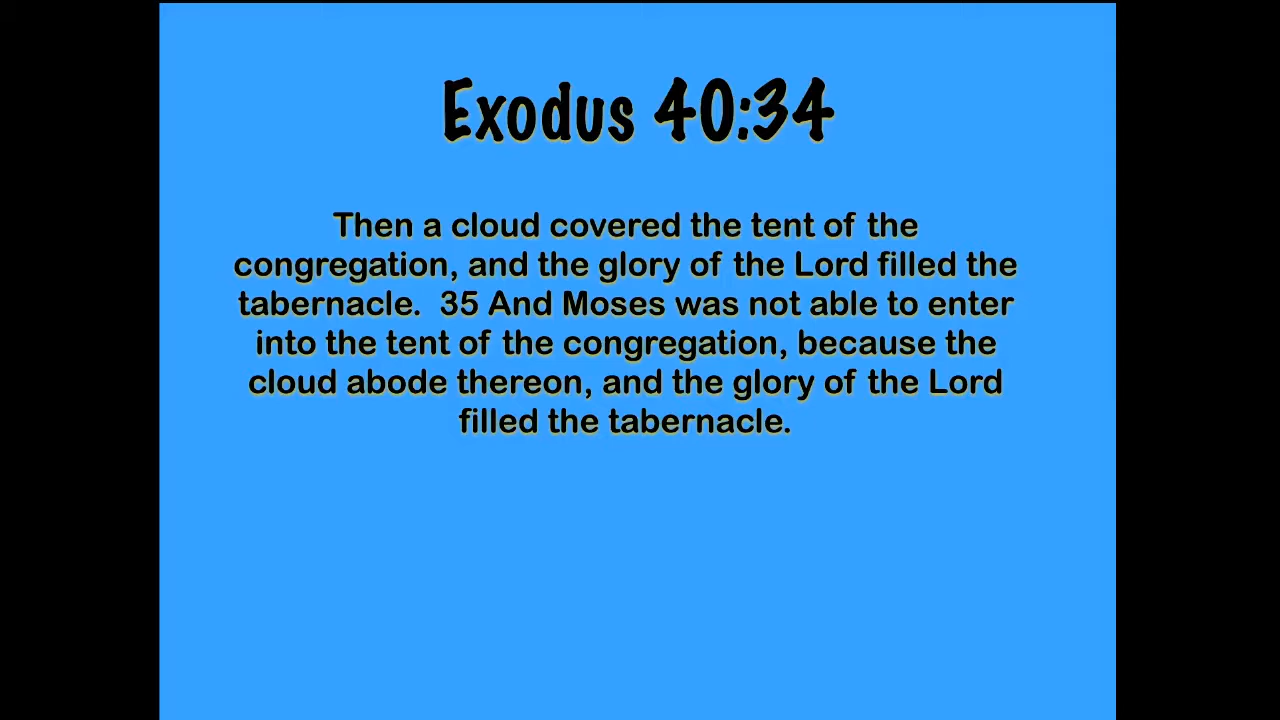 Exodus 40:34
Then a cloud covered the tent of the
congregation, and the glory of the Lord filled the
tabernacle.  35 And Moses was not able to enter
into the tent of the congregation, because the
cloud abode thereon, and the glory of the Lord
filled the tabernacle.